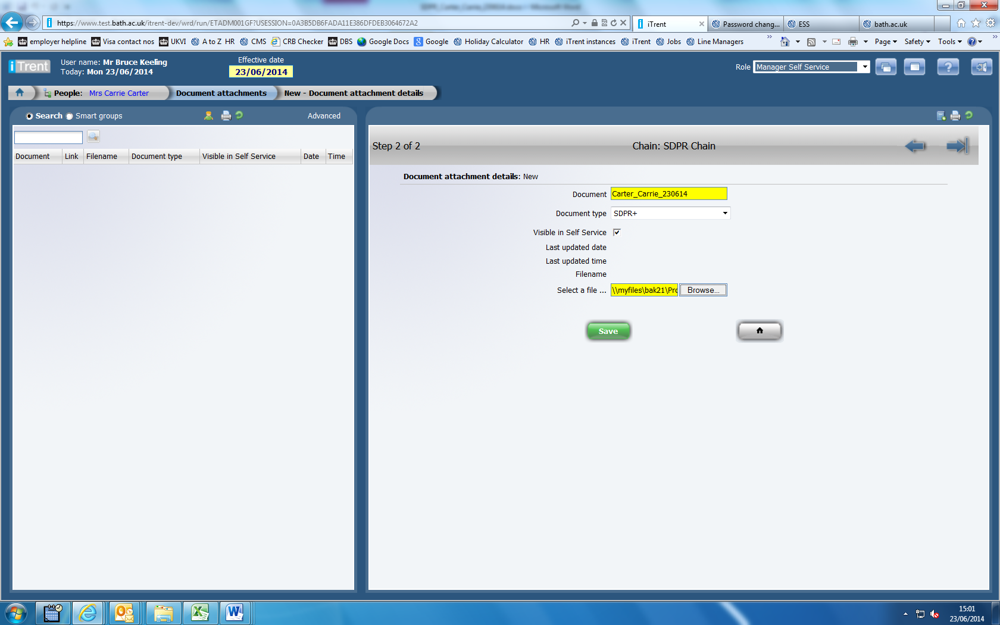 https://www.test.bath.ac.uk/itrent-dev/wrd/run/ETADM001GF?USESSION=0A3B5DB6FADA11E386DFDEB3064672A2
iTrent
Password chang...
ESS
bath.ac.uk
employer helpline
Visa contact nos
UKVI
A to Z HR
CMS
CRB Checker
DBS
Google Docs
Google
Holiday Calculator
HR
iTrent instances
iTrent
Jobs
Line Managers
Page
Safety
Tools
iTrent
User name: Mr Bruce Keeling
Today: Mon 23/06/2014
Effective date
23/06/2014
Role Manager Self Service
People: Mrs Carrie Carter
Document attachments
New - Document attachment details
Search Smart groups
Advanced
Document Link Filename Document type Visible in Self Service Date Time
Step 2 of 2
Chain: SDPR Chain
Document attachment details: New
Document Carter_Carrie_230614
Document type SDPR+
Visible in Self Service
Last updated date
Last updated time
Filename
Select a file ... \\myfiles\bak21\Pro Browse...
Save
15:01
23/06/2014